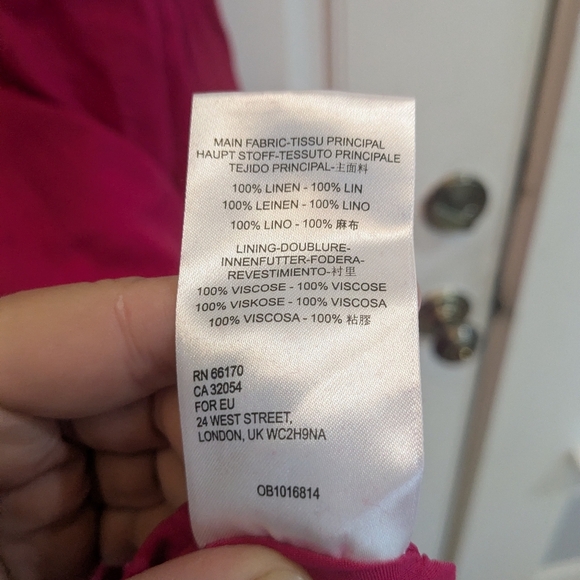 MAIN FABRIC-TISSU PRINCIPAL
HAUPT STOFF-TESSUTO PRINCIPALE
TEJIDO PRINCIPAL-主面料
100% LINEN - 100% LIN
100% LEINEN - 100% LINO
100% LINO - 100% 麻布
LINING-DOUBLURE-
INNENFUTTER-FODERA-
REVESTIMIENTO-衬里
100% VISCOSE - 100% VISCOSE
100% VISKOSE - 100% VISCOSA
100% VISCOSA - 100% 粘膠
RN 66170
CA 32054
FOR EU
24 WEST STREET,
LONDON, UK WC2H9NA
OB1016814